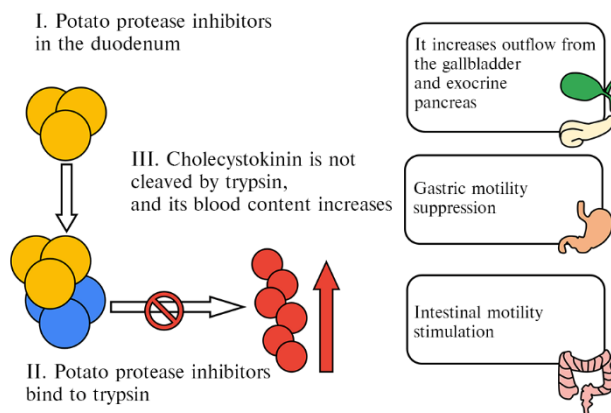 I. Potato protease inhibitors
in the duodenum
III. Cholecystokinin is not
cleaved by trypsin,
and its blood content increases
II. Potato protease inhibitors
bind to trypsin
It increases outflow from
the gallbladder
and exocrine
pancreas
Gastric motility
suppression
Intestinal motility
stimulation